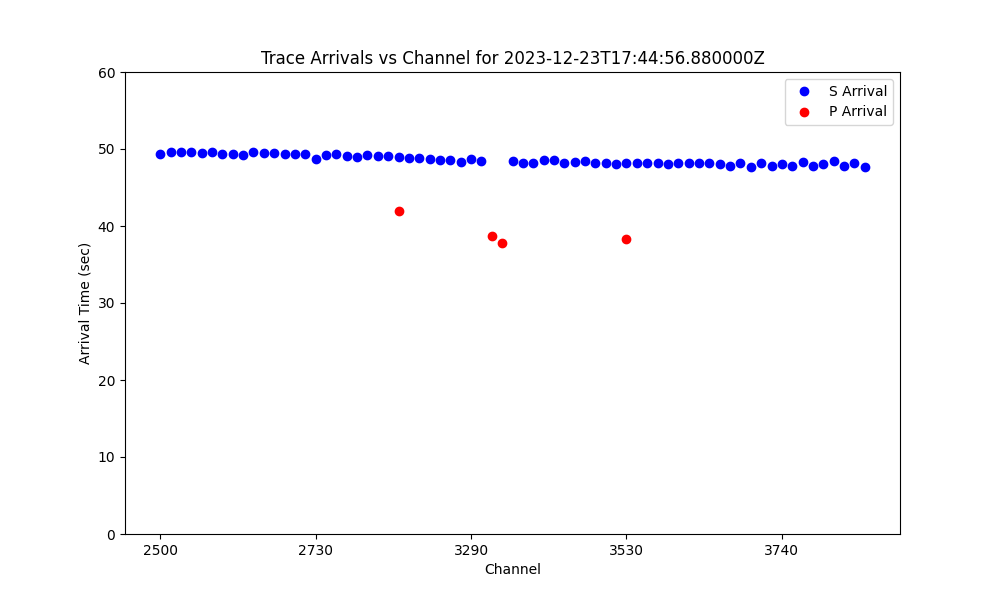 Trace Arrivals vs Channel for 2023-12-23T17:44:56.880000Z
S Arrival
P Arrival
60
50
40
30
20
10
0
Arrival Time (sec)
2500 2730 3290 3530 3740
Channel